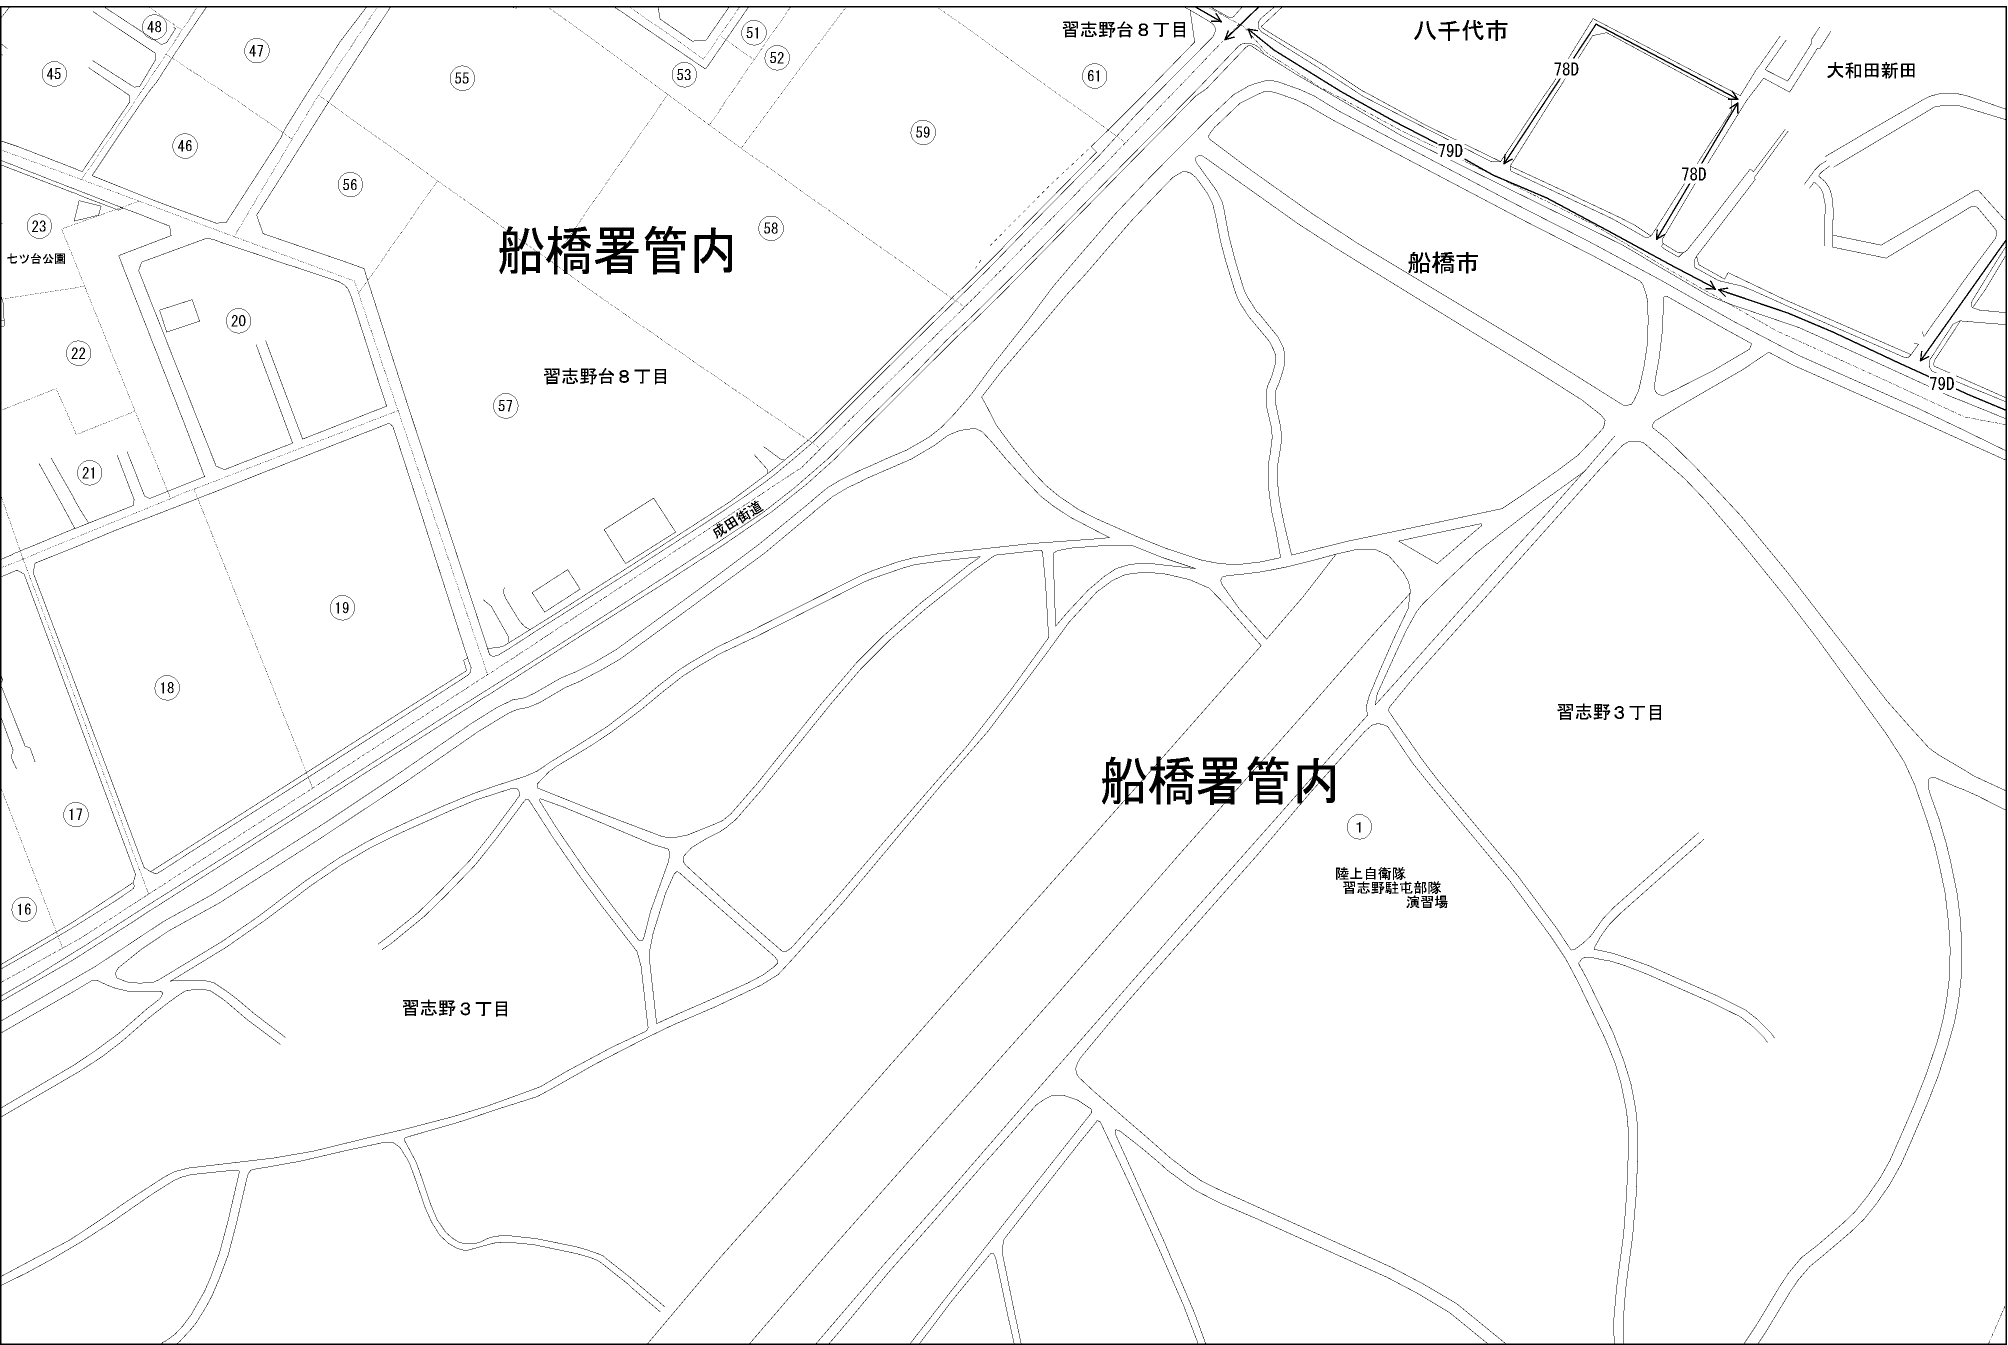 48
47
51
習志野台８丁目
八千代市
52
45
55
53
61
78D
大和田新田
46
59
79D
56
78D
23
七ツ台公園
船橋署管内
58
船橋市
20
22
習志野台８丁目
57
79D
21
成田街道
19
18
習志野３丁目
船橋署管内
17
1
陸上自衛隊
習志野駐屯部隊
演習場
16
習志野３丁目